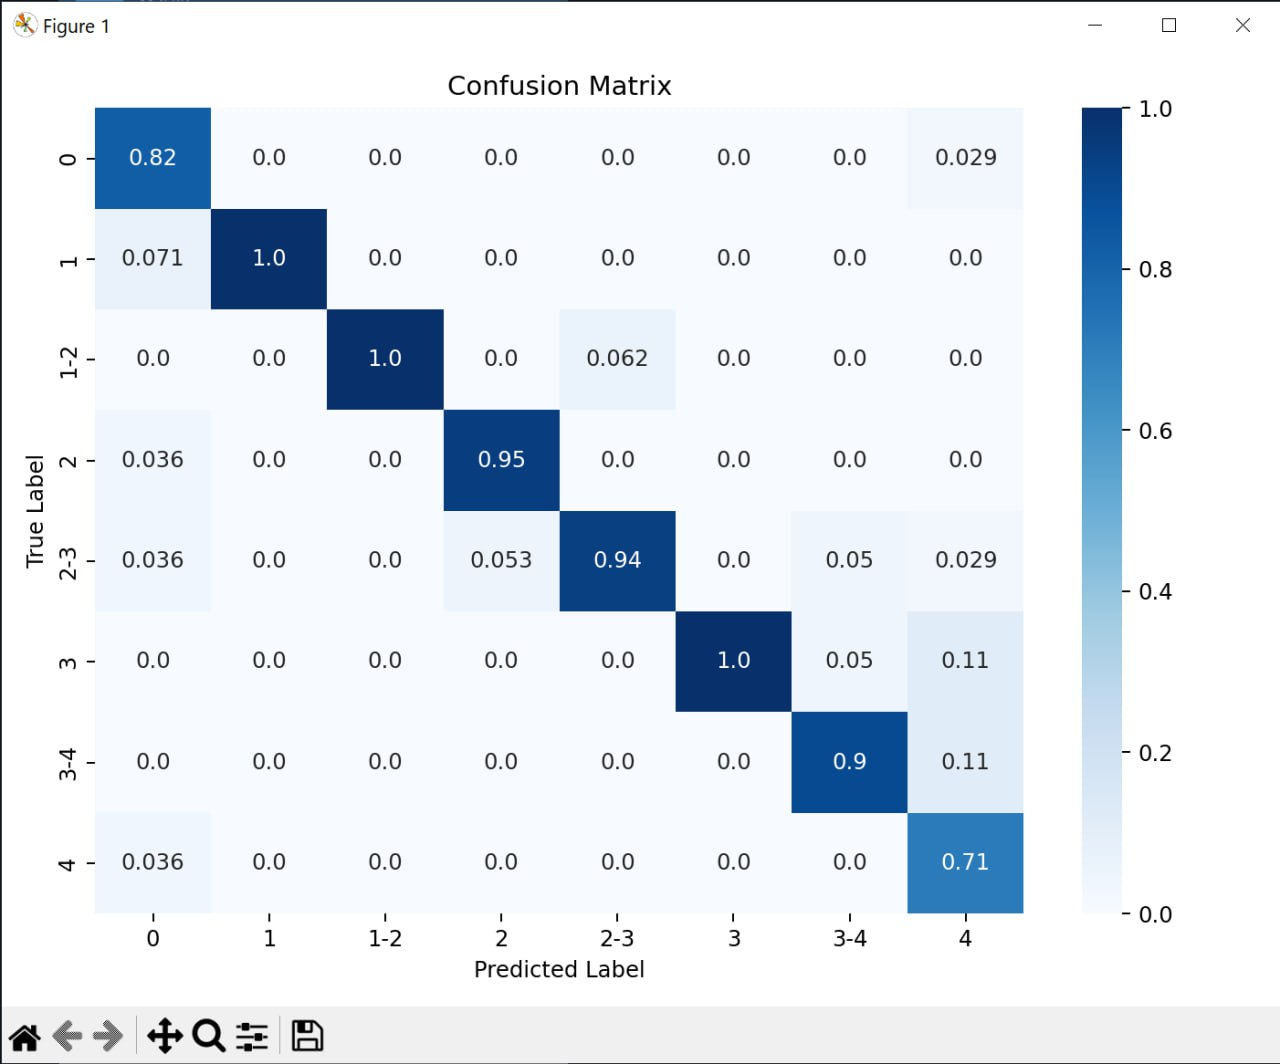 Figure 1
Confusion Matrix
0 0.82 0.0 0.0 0.0 0.0 0.0 0.0 0.029
1 0.071 1.0 0.0 0.0 0.0 0.0 0.0 0.0
1-2 0.0 0.0 1.0 0.0 0.062 0.0 0.0 0.0
2 0.036 0.0 0.0 0.95 0.0 0.0 0.0 0.0
2-3 0.036 0.0 0.0 0.053 0.94 0.0 0.05 0.029
3 0.0 0.0 0.0 0.0 0.0 1.0 0.05 0.11
3-4 0.0 0.0 0.0 0.0 0.0 0.0 0.9 0.11
4 0.036 0.0 0.0 0.0 0.0 0.0 0.0 0.71
True Label
0 1 1-2 2 2-3 3 3-4 4
Predicted Label
1.0
0.8
0.6
0.4
0.2
0.0